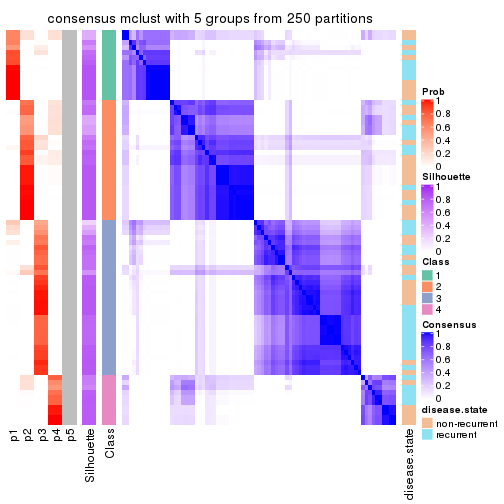 consensus mclust with 5 groups from 250 partitions
Prob
1
0.8
0.6
0.4
0.2
0
Silhouette
1
0.8
0.6
0.4
0.2
0
Class
1
2
3
4
Consensus
1
0.8
0.6
0.4
0.2
0
disease.state
non-recurrent
recurrent
p1
p2
p3
p4
p5
Silhouette
Class
disease.state